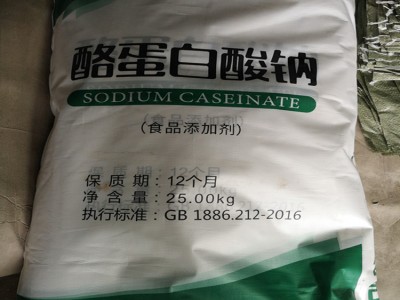 酪蛋白酸钠
SODIUM CASEINATE
(食品添加剂)
保 质 期：12个月
净 含 量：25.00kg
执行标准：GB 1886.212-2016